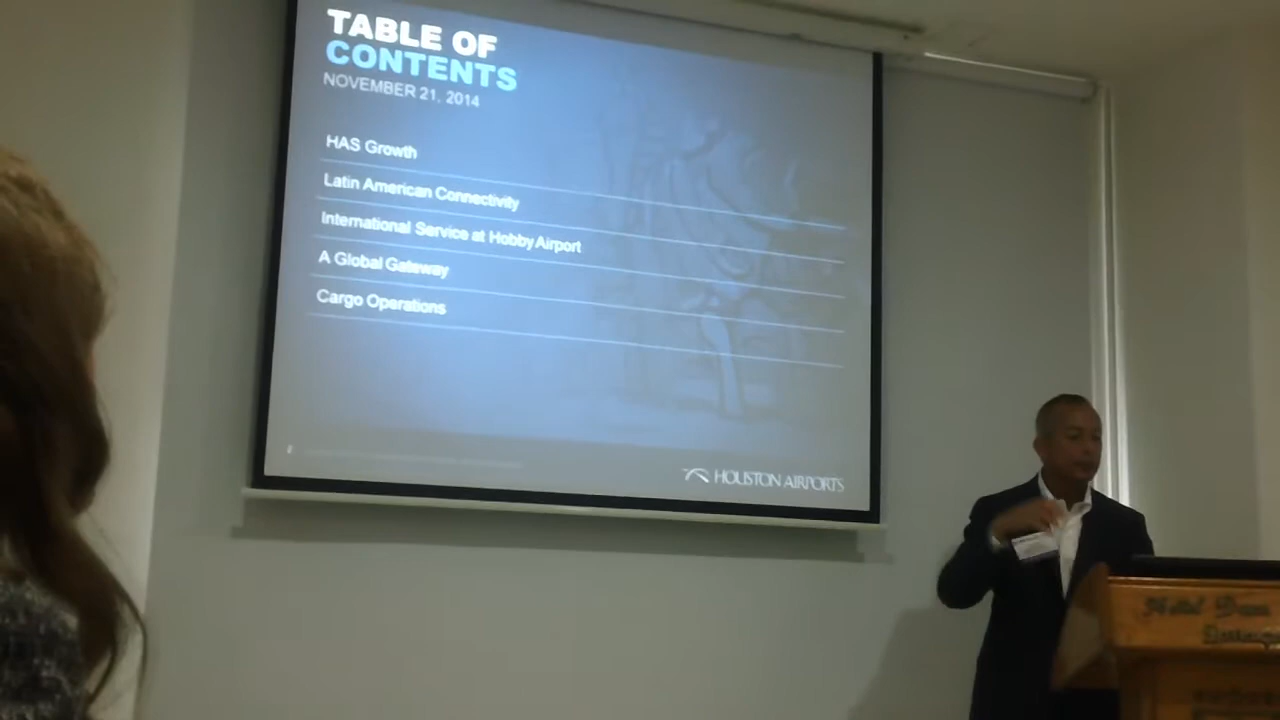 TABLE OF
CONTENTS
NOVEMBER 21, 2014
HAS Growth
Latin American Connectivity
International Service at Hobby Airport
A Global Gateway
Cargo Operations
HOUSTON AIRPORTS
Hotel